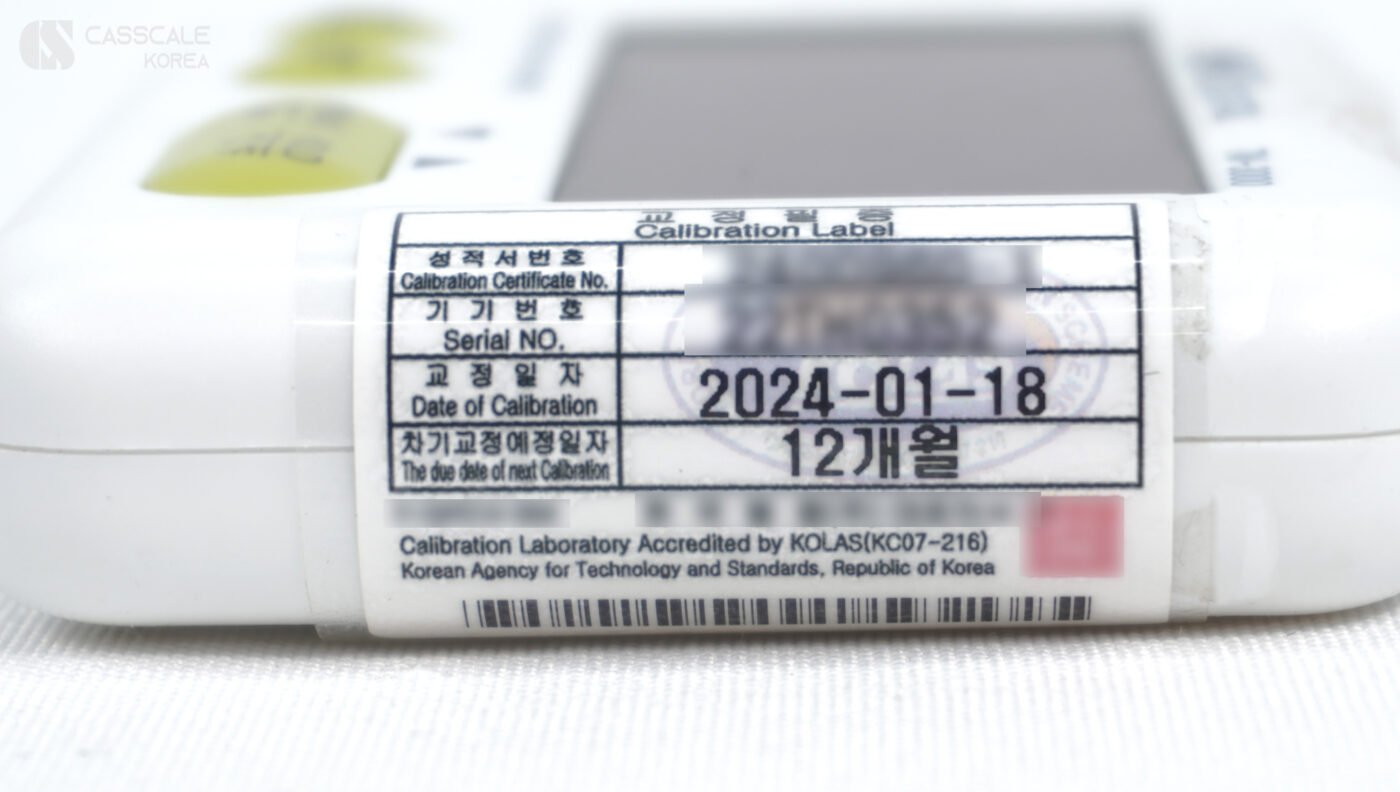 CASSCALE
KOREA
교 정 필 증
Calibration Label
성적서번호
Calibration Certificate No.
기 기 번 호
Serial NO.
교 정 일 자
Date of Calibration
2024-01-18
차기교정예정일자
The due date of next Calibration
12개월
Calibration Laboratory Accredited by KOLAS(KC07-216)
Korean Agency for Technology and Standards, Republic of Korea